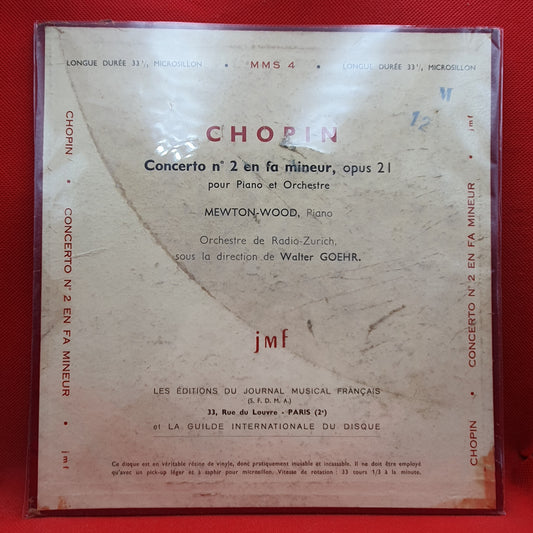 LONGUE DURÉE 33 1/3 MICROSILLON • MMS 4 • LONGUE DURÉE 33 1/3 MICROSILLON
M
12
CHOPIN
Concerto n° 2 en fa mineur, opus 21
pour Piano et Orchestre
MEWTON-WOOD, Piano
Orchestre de Radio-Zurich,
sous la direction de Walter GOEHR.
jmf
LES ÉDITIONS DU JOURNAL MUSICAL FRANÇAIS
(S. F. D. M. A.)
33, Rue du Louvre - PARIS (2e)
et LA GUILDE INTERNATIONALE DU DISQUE
Ce disque est en véritable résine de vinyle, donc pratiquement inusable et incassable. Il ne doit être employé
qu'avec un pick-up léger et à saphir pour microsillon. Vitesse de rotation : 33 tours 1/3 à la minute.
CHOPIN • CONCERTO N° 2 EN FA MINEUR • jmf
CHOPIN • CONCERTO N° 2 EN FA MINEUR • jmf